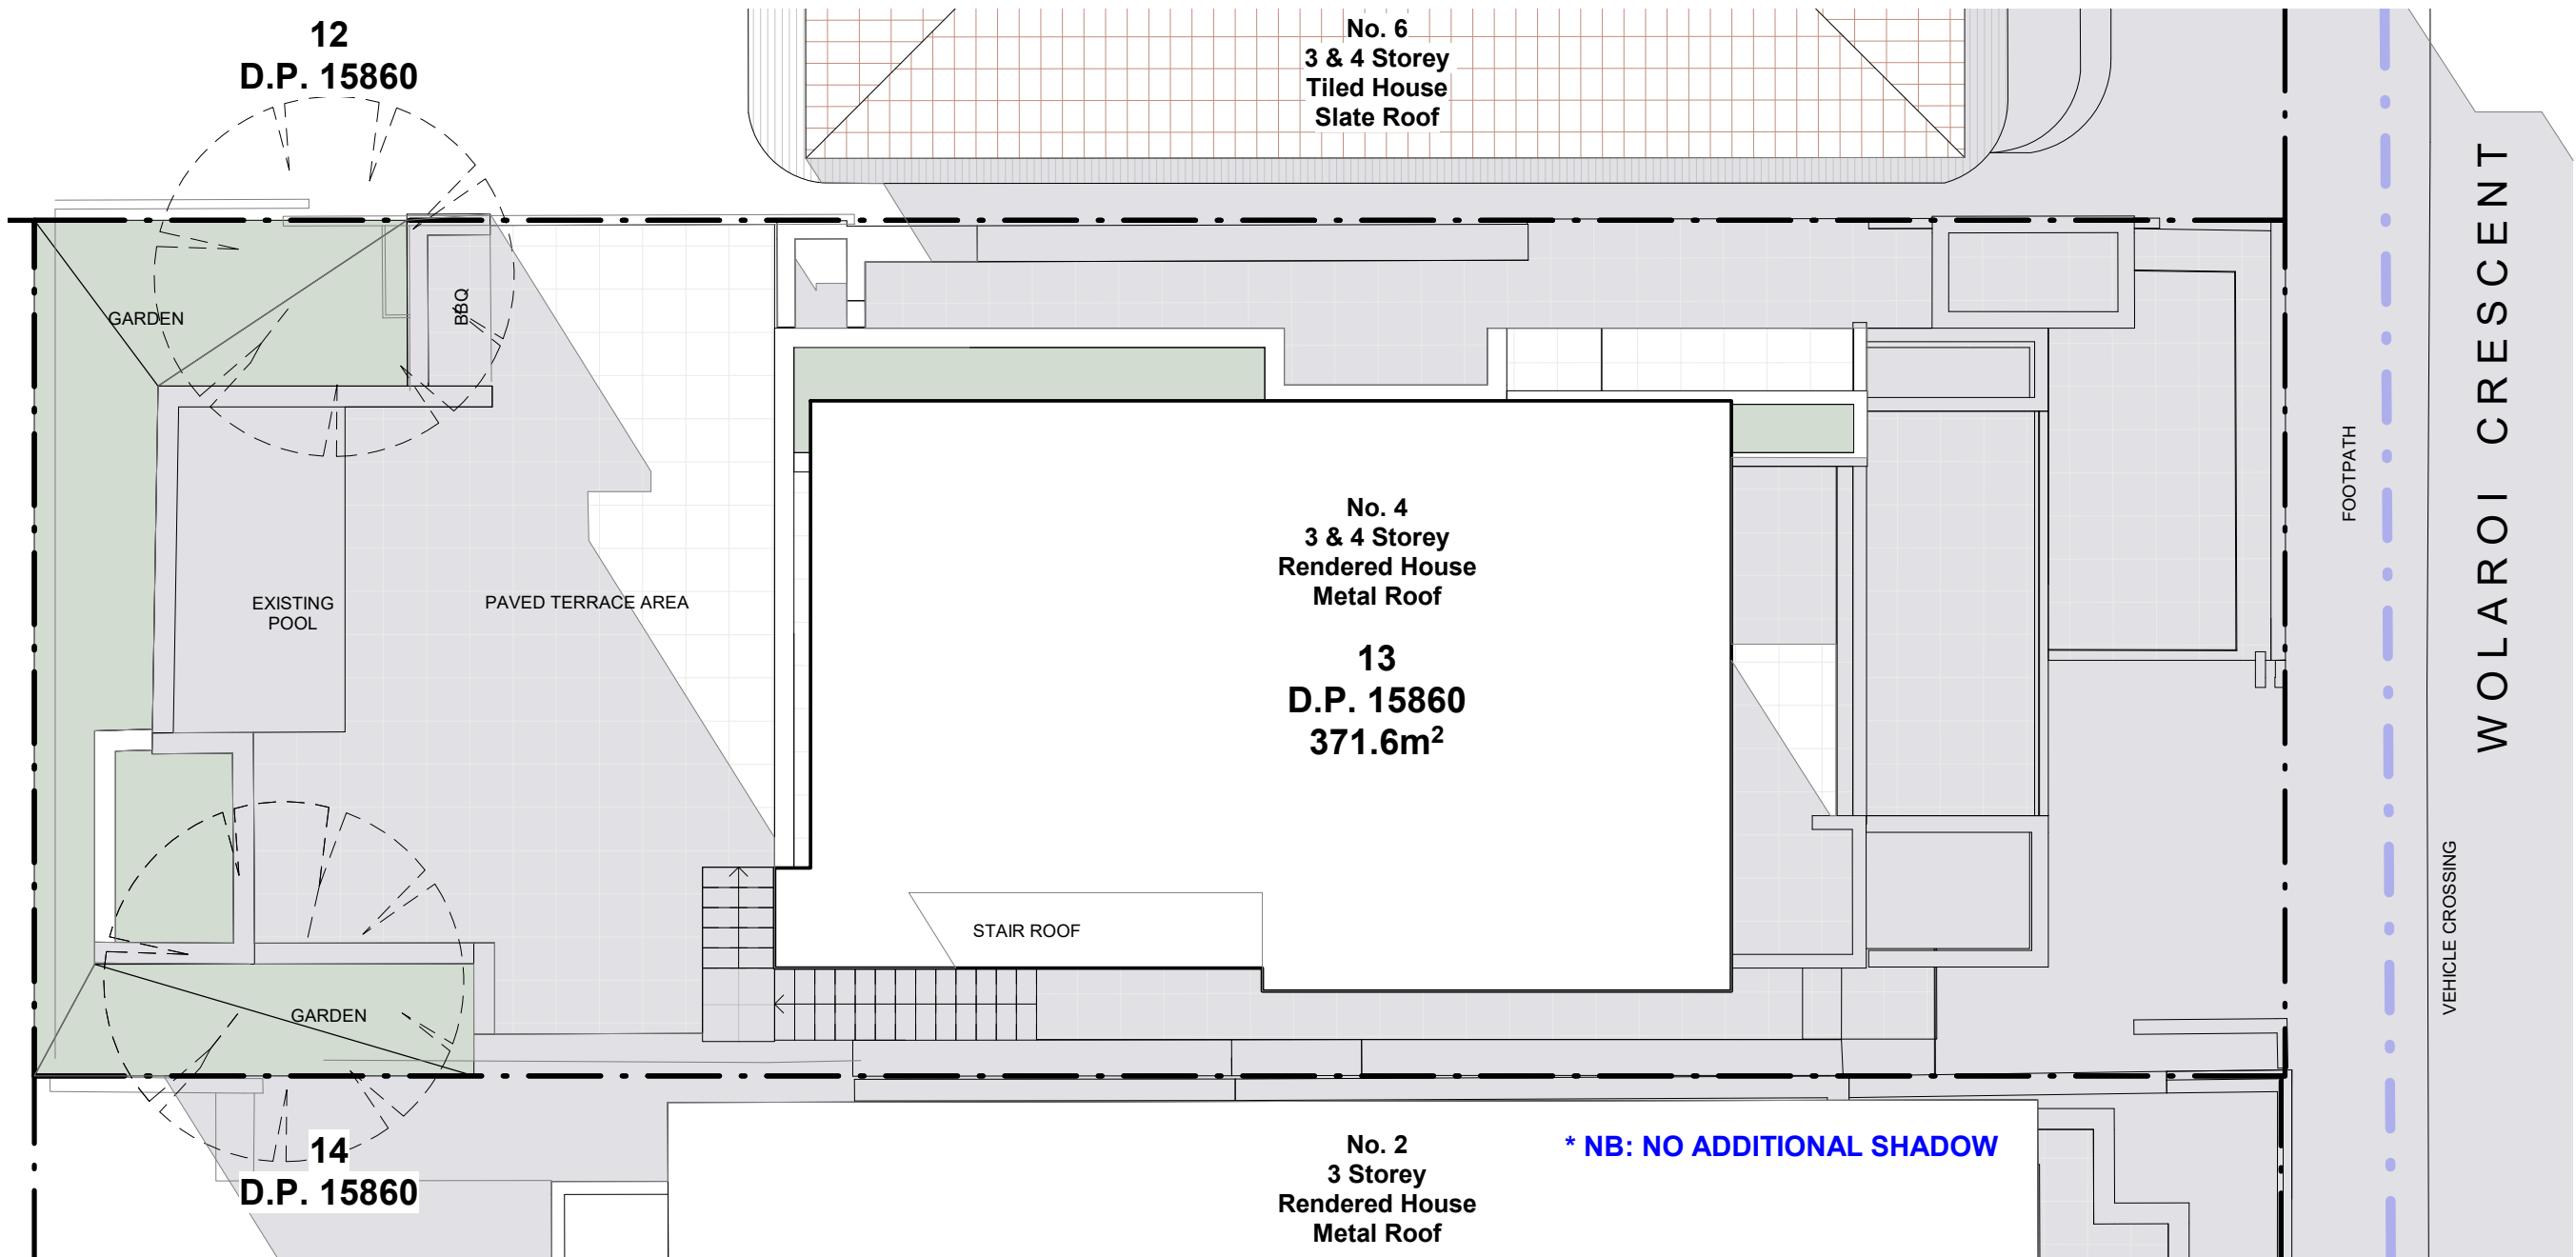 12
D.P. 15860
No. 6
3 & 4 Storey
Tiled House
Slate Roof
GARDEN
BBQ
EXISTING
POOL
PAVED TERRACE AREA
No. 4
3 & 4 Storey
Rendered House
Metal Roof
13
D.P. 15860
371.6m²
STAIR ROOF
GARDEN
FOOTPATH
WOLAROI CRESCENT
VEHICLE CROSSING
14
D.P. 15860
No. 2
3 Storey
Rendered House
Metal Roof
* NB: NO ADDITIONAL SHADOW